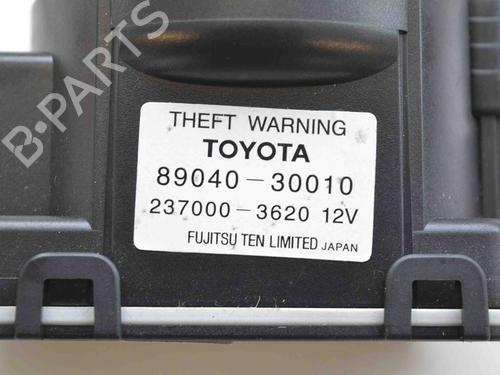 B-PARTS
THEFT WARNING
TOYOTA
89040-30010
237000-3620 12V
FUJITSU TEN LIMITED JAPAN